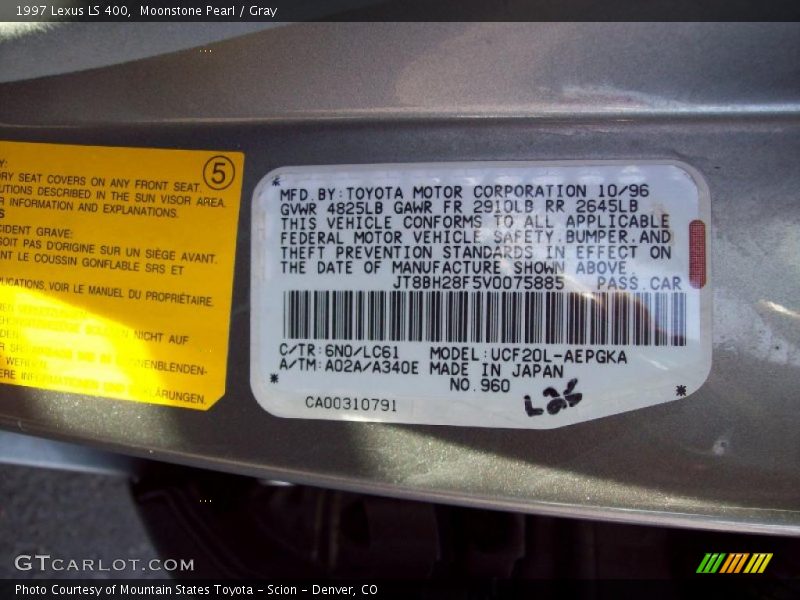 1997 Lexus LS 400,  Moonstone Pearl / Gray
5
RY SEAT COVERS ON ANY FRONT SEAT.
UTIONS DESCRIBED IN THE SUN VISOR AREA.
R INFORMATION AND EXPLANATIONS.
S
CIDENT GRAVE:
SOIT PAS D'ORIGINE SUR UN SIÈGE AVANT.
NT LE COUSSIN GONFLABLE SRS ET
PLICATIONS, VOIR LE MANUEL DU PROPRIÉTAIRE.
NICHT AUF
WERDEN.
MFD. BY: TOYOTA MOTOR CORPORATION 10/96
GVWR 4825LB GAWR FR 2910LB RR 2645LB
THIS VEHICLE CONFORMS TO ALL APPLICABLE
FEDERAL MOTOR VEHICLE SAFETY.BUMPER.AND
THEFT PREVENTION STANDARDS IN EFFECT ON
THE DATE OF MANUFACTURE SHOWN ABOVE.
JT8BH28F5V0075885 PASS.CAR
C/TR:6N0/LC61 MODEL:UCF20L-AEPGKA
A/TM:A02A/A340E MADE IN JAPAN
NO.960
CA00310791
GTCARLOT.COM
Photo Courtesy of Mountain States Toyota - Scion - Denver, CO